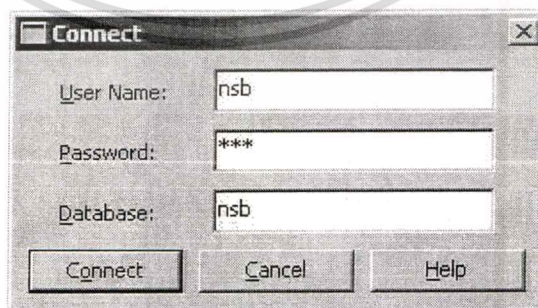 Connect
User Name: nsb
Password: ***
Database: nsb
Connect Cancel Help